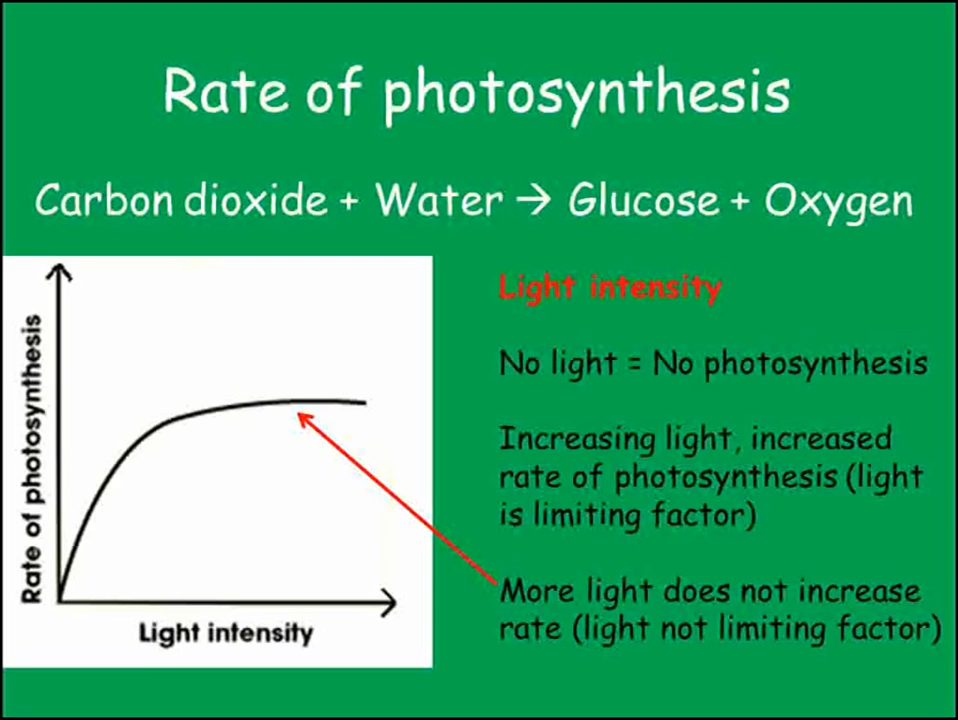 Rate of photosynthesis
Carbon dioxide + Water → Glucose + Oxygen
Rate of photosynthesis
Light intensity
Light intensity
No light = No photosynthesis
Increasing light, increased
rate of photosynthesis (light
is limiting factor)
More light does not increase
rate (light not limiting factor)